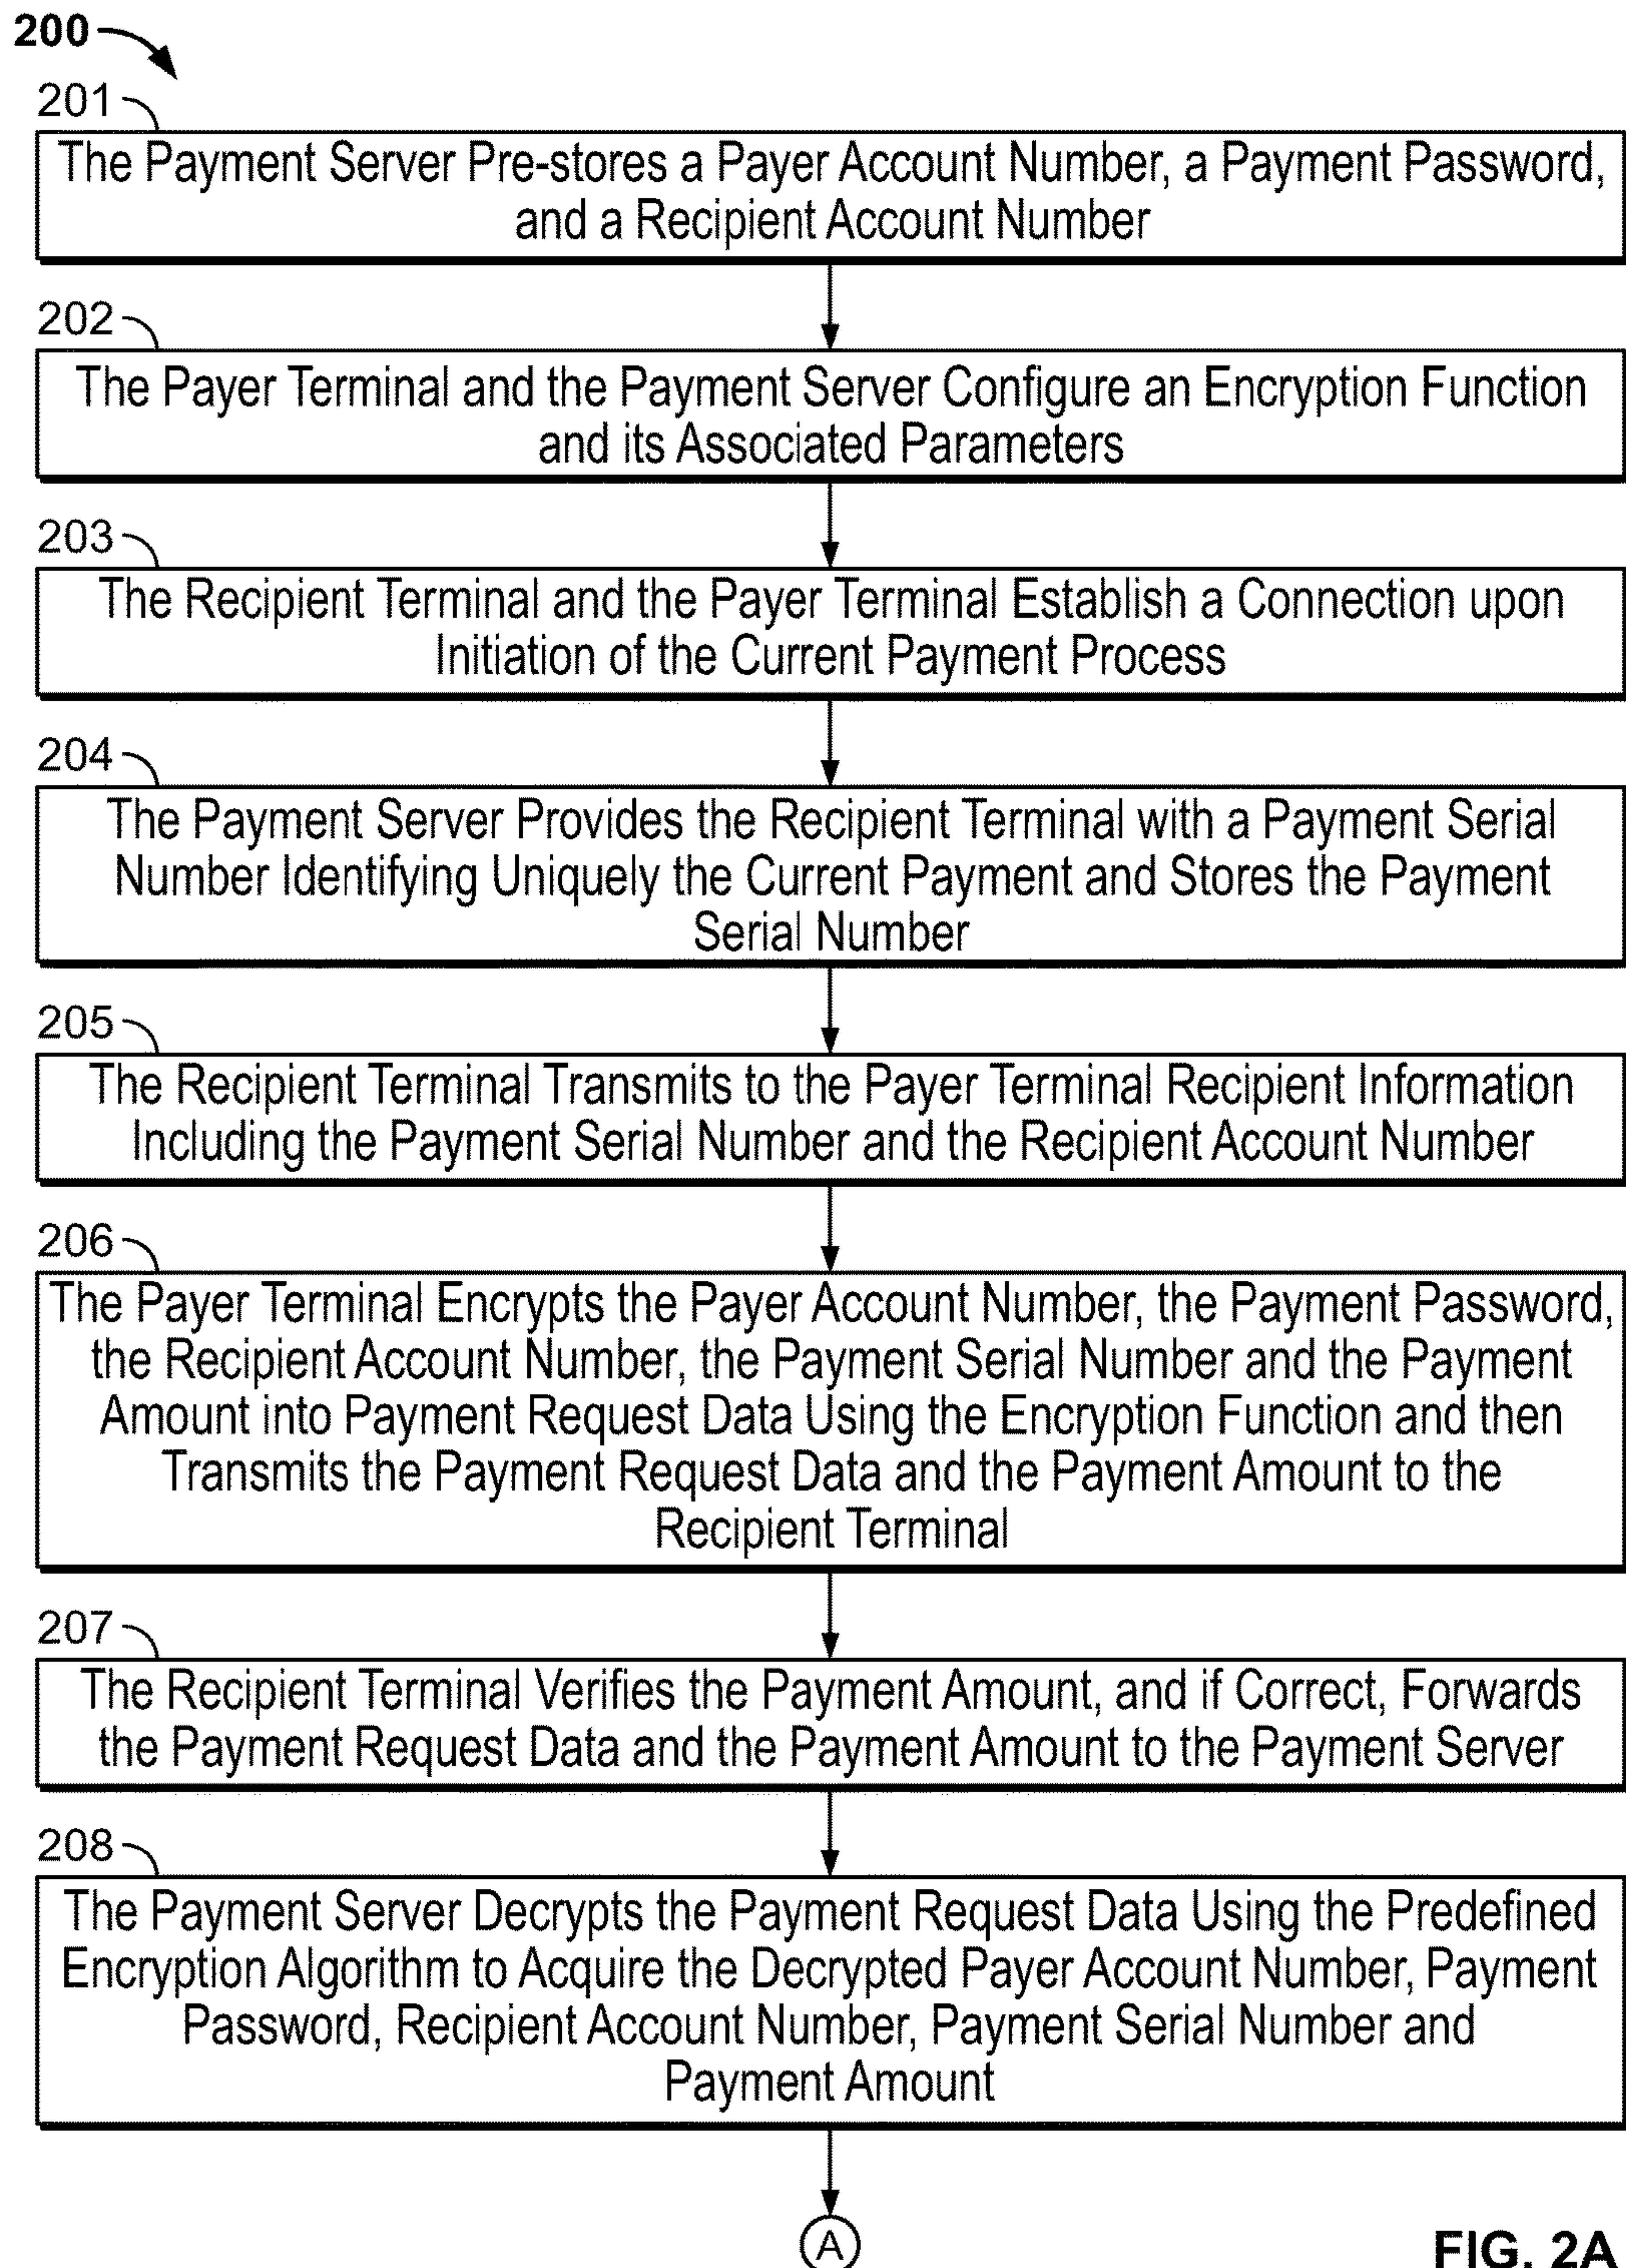 200
201
The Payment Server Pre-stores a Payer Account Number, a Payment Password,
and a Recipient Account Number
202
The Payer Terminal and the Payment Server Configure an Encryption Function
and its Associated Parameters
203
The Recipient Terminal and the Payer Terminal Establish a Connection upon
Initiation of the Current Payment Process
204
The Payment Server Provides the Recipient Terminal with a Payment Serial
Number Identifying Uniquely the Current Payment and Stores the Payment
Serial Number
205
The Recipient Terminal Transmits to the Payer Terminal Recipient Information
Including the Payment Serial Number and the Recipient Account Number
206
The Payer Terminal Encrypts the Payer Account Number, the Payment Password,
the Recipient Account Number, the Payment Serial Number and the Payment
Amount into Payment Request Data Using the Encryption Function and then
Transmits the Payment Request Data and the Payment Amount to the
Recipient Terminal
207
The Recipient Terminal Verifies the Payment Amount, and if Correct, Forwards
the Payment Request Data and the Payment Amount to the Payment Server
208
The Payment Server Decrypts the Payment Request Data Using the Predefined
Encryption Algorithm to Acquire the Decrypted Payer Account Number, Payment
Password, Recipient Account Number, Payment Serial Number and
Payment Amount
A
FIG. 2A